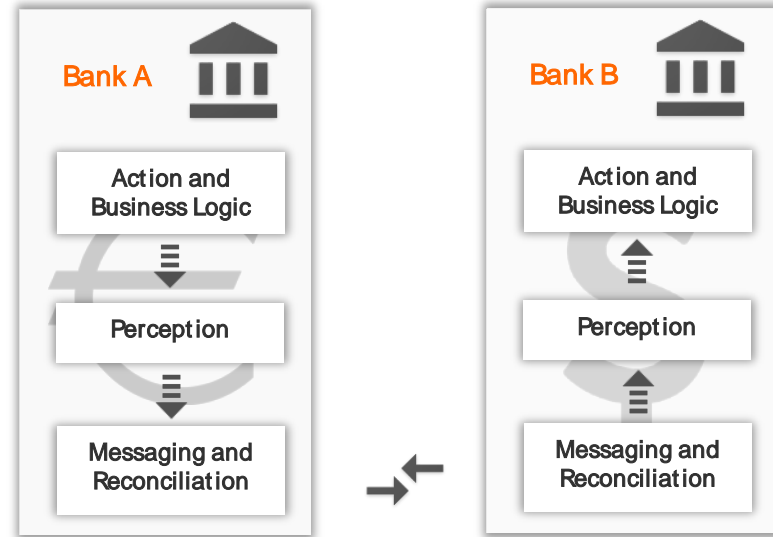 Bank A
Action and
Business Logic
Perception
Messaging and
Reconciliation
Bank B
Action and
Business Logic
Perception
Messaging and
Reconciliation